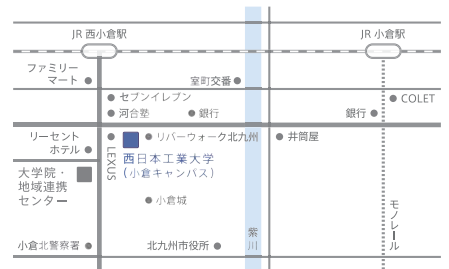 JR 西小倉駅
JR 小倉駅
ファミリー
マート
室町交番
セブンイレブン
COLET
河合塾
銀行
銀行
リーセント
ホテル
LEXUS
リバーウォーク北九州
井筒屋
西日本工業大学
(小倉キャンパス)
大学院・
地域連携
センター
小倉城
モノレール
小倉北警察署
北九州市役所
紫川